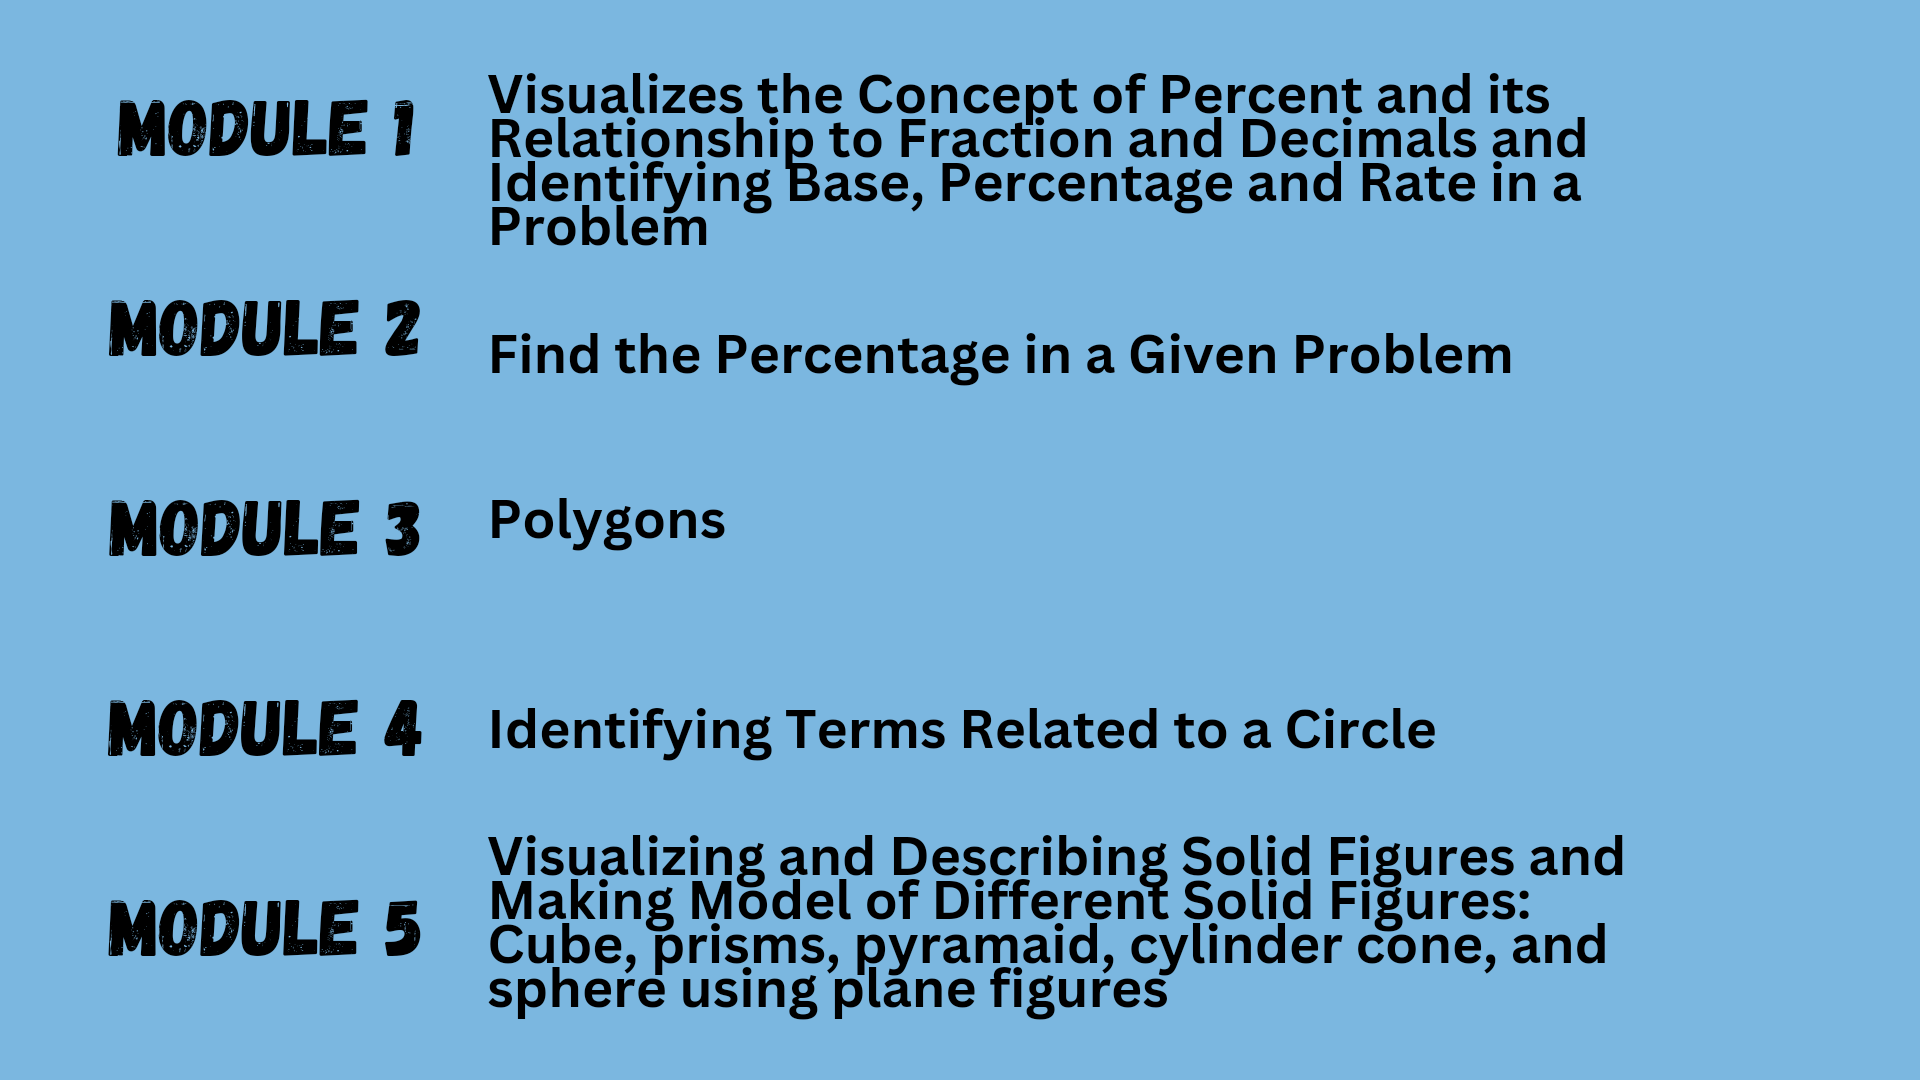 MODULE 1
Visualizes the Concept of Percent and its
Relationship to Fraction and Decimals and
Identifying Base, Percentage and Rate in a
Problem
MODULE 2
Find the Percentage in a Given Problem
MODULE 3
Polygons
MODULE 4
Identifying Terms Related to a Circle
MODULE 5
Visualizing and Describing Solid Figures and
Making Model of Different Solid Figures:
Cube, prisms, pyramaid, cylinder cone, and
sphere using plane figures